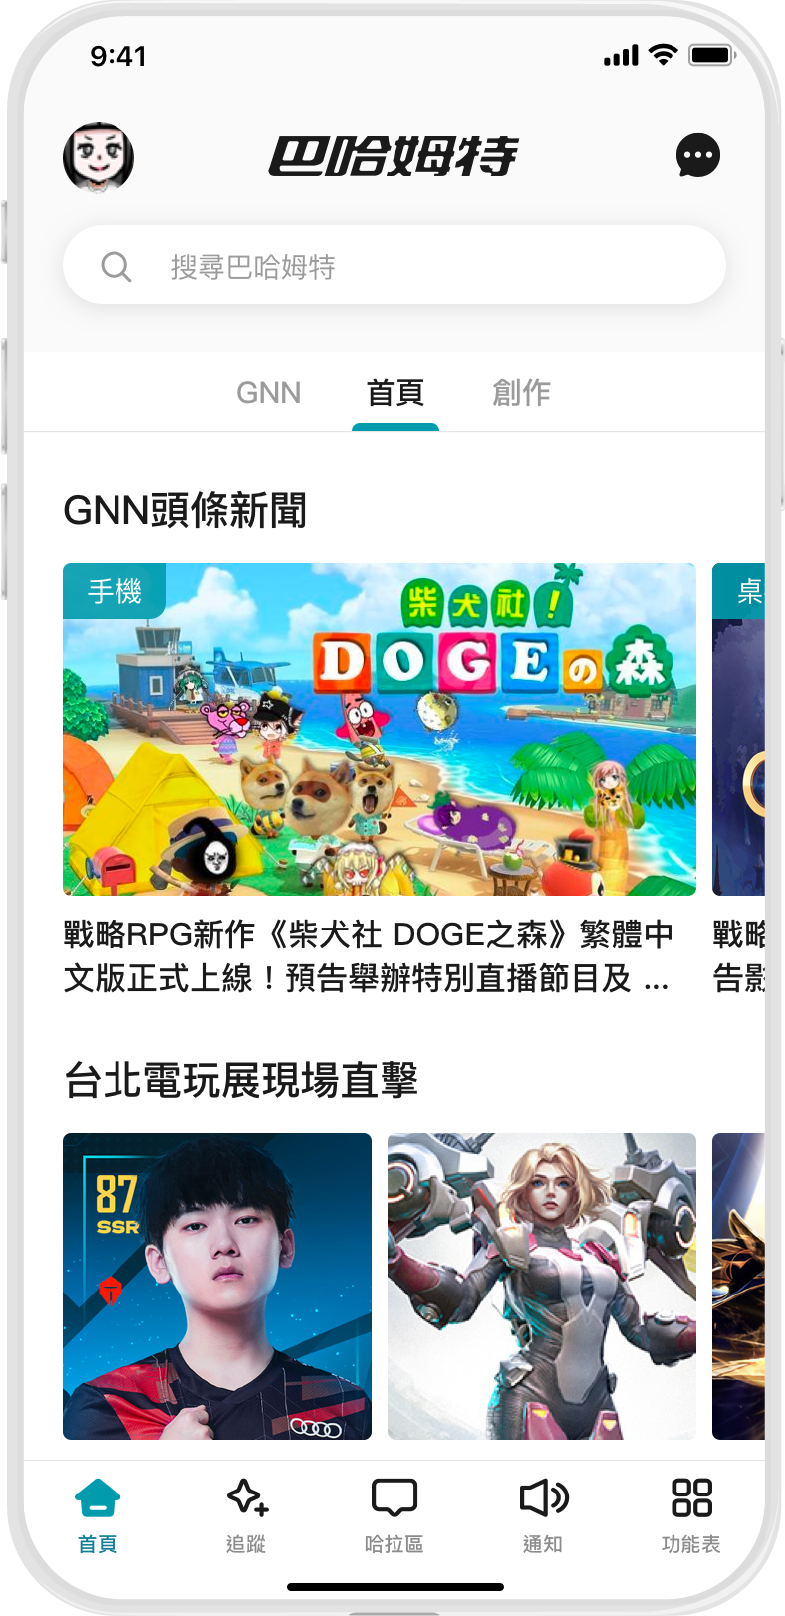 9:41
巴哈姆特
搜尋巴哈姆特
GNN
首頁
創作
GNN頭條新聞
手機
柴犬社！
DOGEの森
桌
戰略RPG新作《柴犬社 DOGE之森》繁體中
文版正式上線！預告舉辦特別直播節目及 ...
戰略
告影
台北電玩展現場直擊
87
SSR
首頁
追蹤
哈拉區
通知
功能表